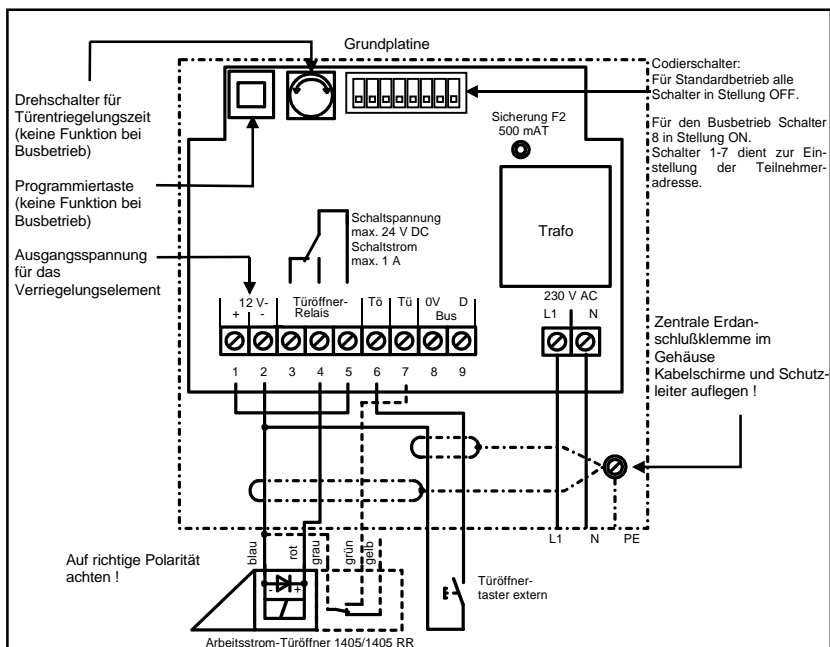 Grundplatine
Drehschalter für
Türentriegelungszeit
(keine Funktion bei
Busbetrieb)
Programmiertaste
(keine Funktion bei
Busbetrieb)
Ausgangsspannung
für das
Verriegelungselement
Codierschalter:
Für Standardbetrieb alle
Schalter in Stellung OFF.
Für den Busbetrieb Schalter
8 in Stellung ON.
Schalter 1-7 dient zur Ein-
stellung der Teilnehmer-
adresse.
Sicherung F2
500 mAT
Schaltspannung
max. 24 V DC
Schaltstrom
max. 1 A
Trafo
12 V-
+ -
Türöffner-
Relais
Tö
Tü
0V D
Bus
230 V AC
L1 N
1 2 3 4 5 6 7 8 9
Zentrale Erdan-
schlußklemme im
Gehäuse
Kabelschirme und Schutz-
leiter auflegen !
L1 N PE
blau
rot
grau
grün
gelb
Auf richtige Polarität
achten !
- +
Türöffner-
taster extern
Arbeitsstrom-Türöffner 1405/1405 RR